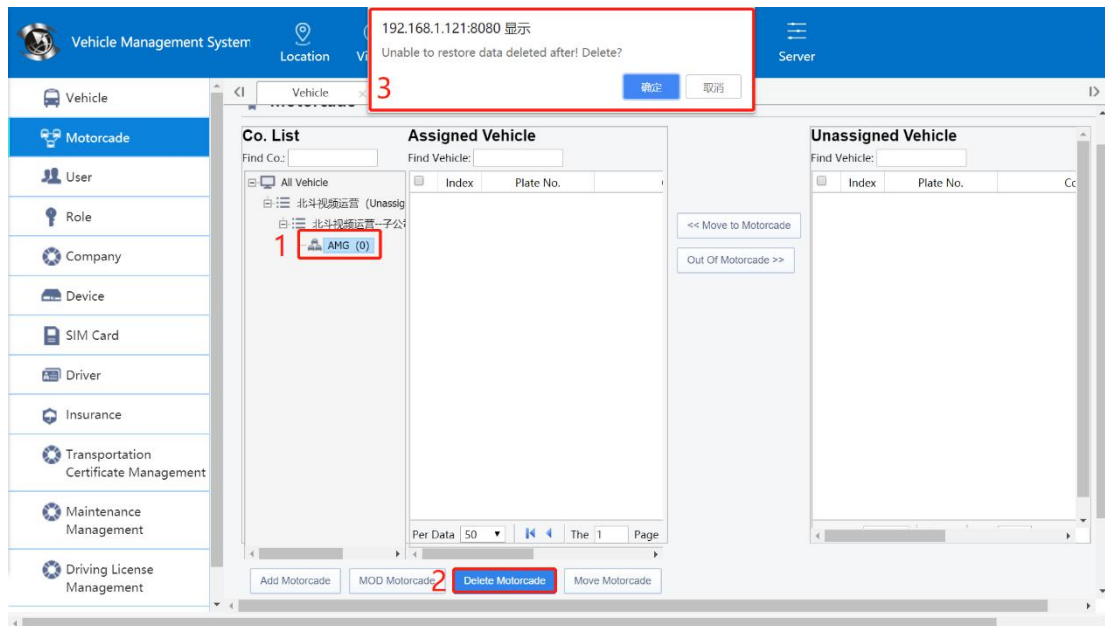 Vehicle Management System
Location
Vi
Server
192.168.1.121:8080 显示
Unable to restore data deleted after! Delete?
3
确定
取消
Vehicle
Motorcade
User
Role
Company
Device
SIM Card
Driver
Insurance
Transportation
Certificate Management
Maintenance
Management
Driving License
Management
Vehicle
Motorcade
Co. List
Find Co.:
All Vehicle
北斗视频运营 (Unassig
北斗视频运营--子公司
1
AMG (0)
Assigned Vehicle
Find Vehicle:
Index Plate No.
Per Data 50 The 1 Page
<< Move to Motorcade
Out Of Motorcade >>
Unassigned Vehicle
Find Vehicle:
Index Plate No. Co
Add Motorcade
MOD Motorcade
2
Delete Motorcade
Move Motorcade